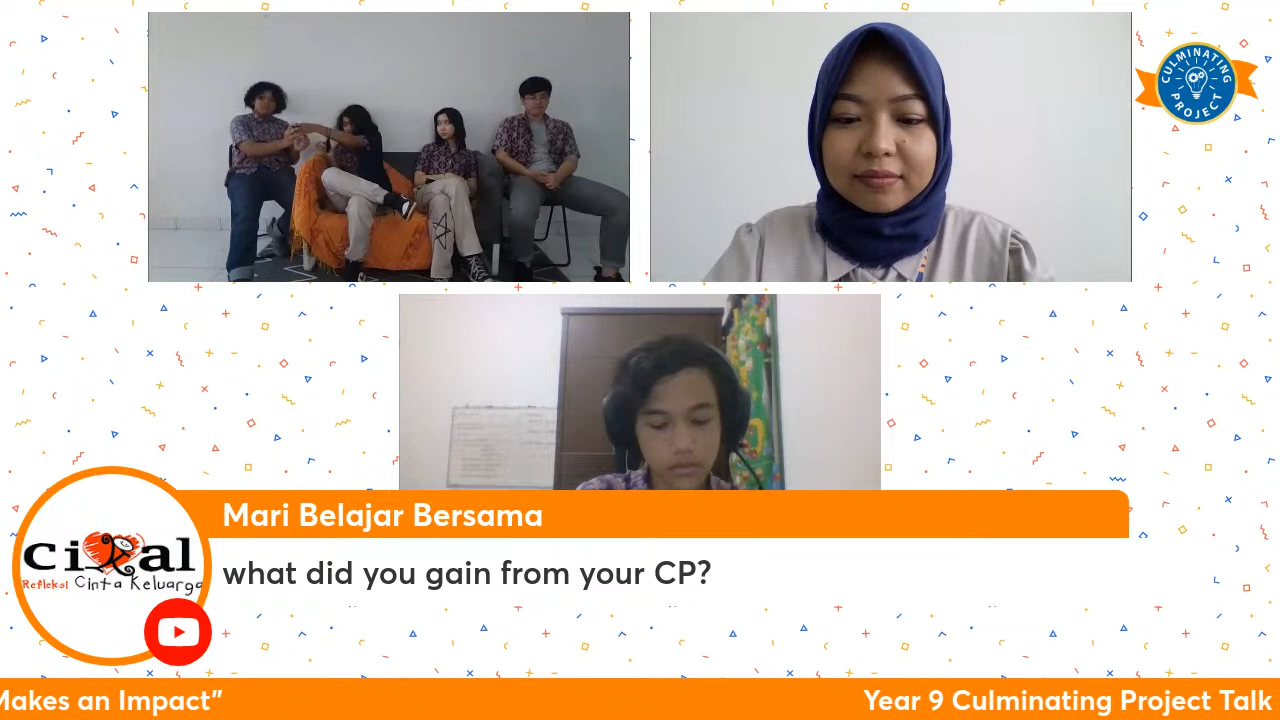 CULMINATING
PROJECT
Mari Belajar Bersama
cikal
Refleksi Cinta Keluarga
what did you gain from your CP?
Makes an Impact”
Year 9 Culminating Project Talk